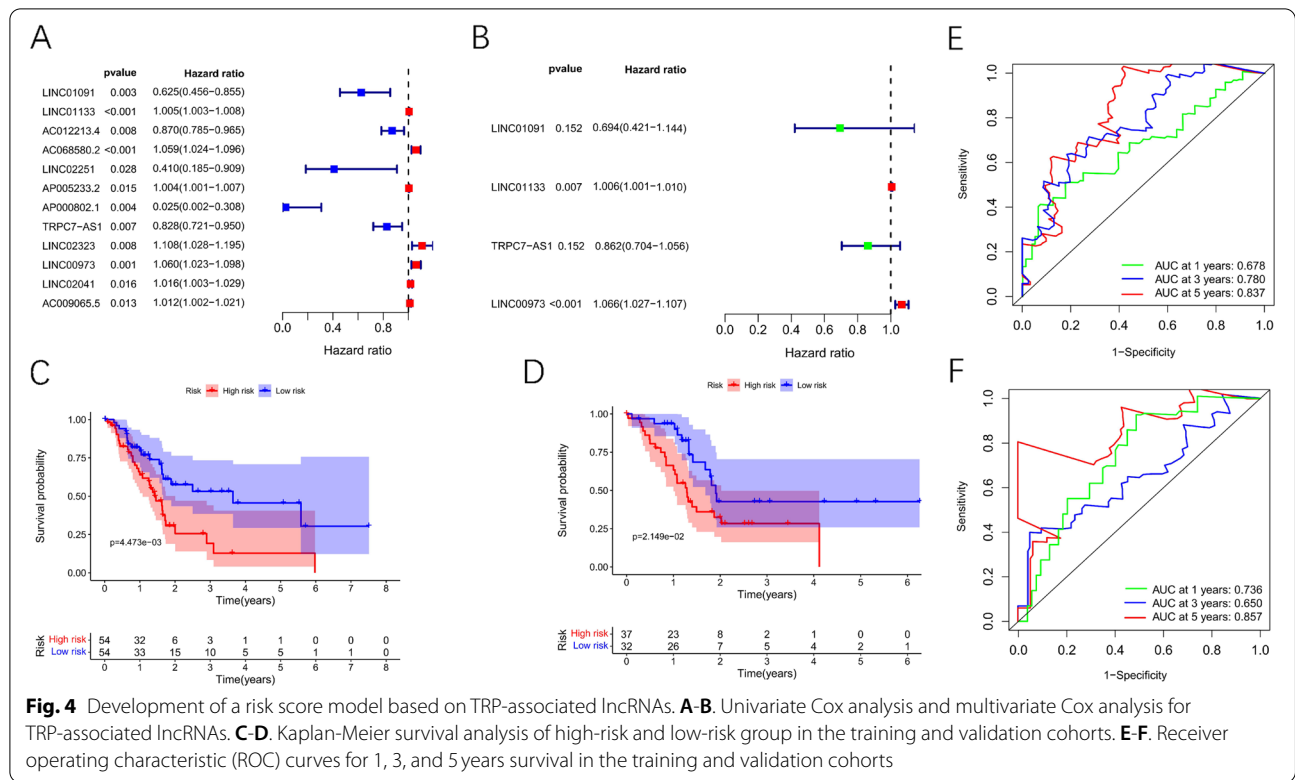 A
pvalue Hazard ratio
LINC01091 0.003 0.625(0.456−0.855)
LINC01133 <0.001 1.005(1.003−1.008)
AC012213.4 0.008 0.870(0.785−0.965)
AC068580.2 <0.001 1.059(1.024−1.096)
LINC02251 0.028 0.410(0.185−0.909)
AP005233.2 0.015 1.004(1.001−1.007)
AP000802.1 0.004 0.025(0.002−0.308)
TRPC7−AS1 0.007 0.828(0.721−0.950)
LINC02323 0.008 1.108(1.028−1.195)
LINC00973 0.001 1.060(1.023−1.098)
LINC02041 0.016 1.016(1.003−1.029)
AC009065.5 0.013 1.012(1.002−1.021)
0.0 0.2 0.4 0.6 0.8
Hazard ratio
B
pvalue Hazard ratio
LINC01091 0.152 0.694(0.421−1.144)
LINC01133 0.007 1.006(1.001−1.010)
TRPC7−AS1 0.152 0.862(0.704−1.056)
LINC00973 <0.001 1.066(1.027−1.107)
0.0 0.2 0.4 0.6 0.8 1.0
Hazard ratio
E
Sensitivity
1.0
0.8
0.6
0.4
0.2
0.0
AUC at 1 years: 0.678
AUC at 3 years: 0.780
AUC at 5 years: 0.837
0.0 0.2 0.4 0.6 0.8 1.0
1−Specificity
C
Risk High risk Low risk
Survival probability
1.00
0.75
0.50
0.25
0.00
p=4.473e−03
0 1 2 3 4 5 6 7 8
Time(years)
Risk
High risk 54 32 6 3 1 1 0 0 0
Low risk 54 33 15 10 5 5 1 1 0
0 1 2 3 4 5 6 7 8
Time(years)
D
Risk High risk Low risk
Survival probability
1.00
0.75
0.50
0.25
0.00
p=2.149e−02
0 1 2 3 4 5 6
Time(years)
Risk
High risk 37 23 8 2 1 0 0
Low risk 32 26 7 5 4 2 1
0 1 2 3 4 5 6
Time(years)
F
Sensitivity
1.0
0.8
0.6
0.4
0.2
0.0
AUC at 1 years: 0.736
AUC at 3 years: 0.650
AUC at 5 years: 0.857
0.0 0.2 0.4 0.6 0.8 1.0
1−Specificity
Fig. 4 Development of a risk score model based on TRP-associated lncRNAs. A-B. Univariate Cox analysis and multivariate Cox analysis for
TRP-associated lncRNAs. C-D. Kaplan-Meier survival analysis of high-risk and low-risk group in the training and validation cohorts. E-F. Receiver
operating characteristic (ROC) curves for 1, 3, and 5 years survival in the training and validation cohorts